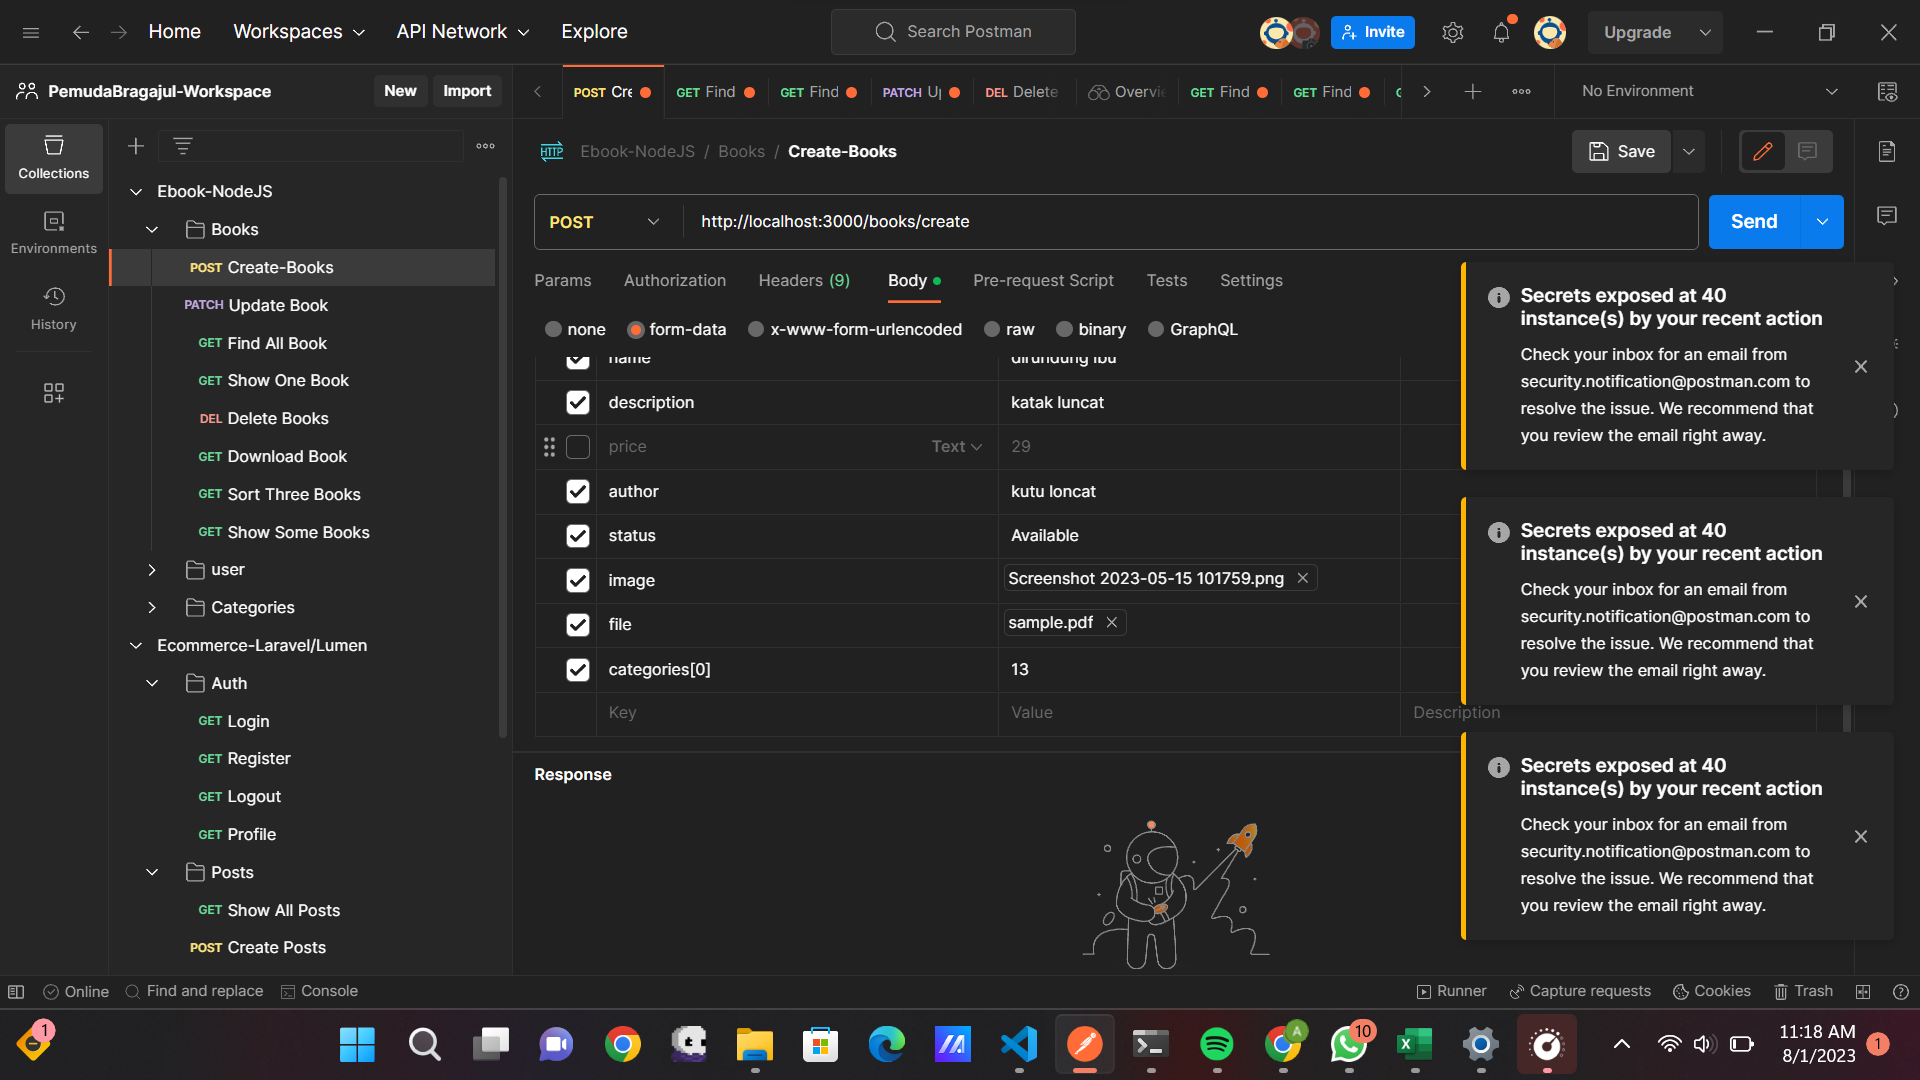 Home
Workspaces
API Network
Explore
Search Postman
Invite
Upgrade
PemudaBragajul-Workspace
New
Import
POST Cre
GET Find
GET Find
PATCH
DEL Delete
Overvie
GET Find
GET Find
No Environment
Collections
Environments
History
Ebook-NodeJS
Books
POST Create-Books
PATCH Update Book
GET Find All Book
GET Show One Book
DEL Delete Books
GET Download Book
GET Sort Three Books
GET Show Some Books
user
Categories
Ecommerce-Laravel/Lumen
Auth
GET Login
GET Register
GET Logout
GET Profile
Posts
GET Show All Posts
POST Create Posts
HTTP
Ebook-NodeJS / Books / Create-Books
Save
POST
http://localhost:3000/books/create
Send
Params
Authorization
Headers (9)
Body
Pre-request Script
Tests
Settings
none
form-data
x-www-form-urlencoded
raw
binary
GraphQL
name
dirundung ibu
description
katak luncat
price
Text
29
author
kutu loncat
status
Available
image
Screenshot 2023-05-15 101759.png
file
sample.pdf
categories[0]
13
Key
Value
Description
Response
Secrets exposed at 40
instance(s) by your recent action
Check your inbox for an email from
security.notification@postman.com to
resolve the issue. We recommend that
you review the email right away.
Secrets exposed at 40
instance(s) by your recent action
Check your inbox for an email from
security.notification@postman.com to
resolve the issue. We recommend that
you review the email right away.
Secrets exposed at 40
instance(s) by your recent action
Check your inbox for an email from
security.notification@postman.com to
resolve the issue. We recommend that
you review the email right away.
Online
Find and replace
Console
Runner
Capture requests
Cookies
Trash
1
A
10
11:18 AM
8/1/2023
1